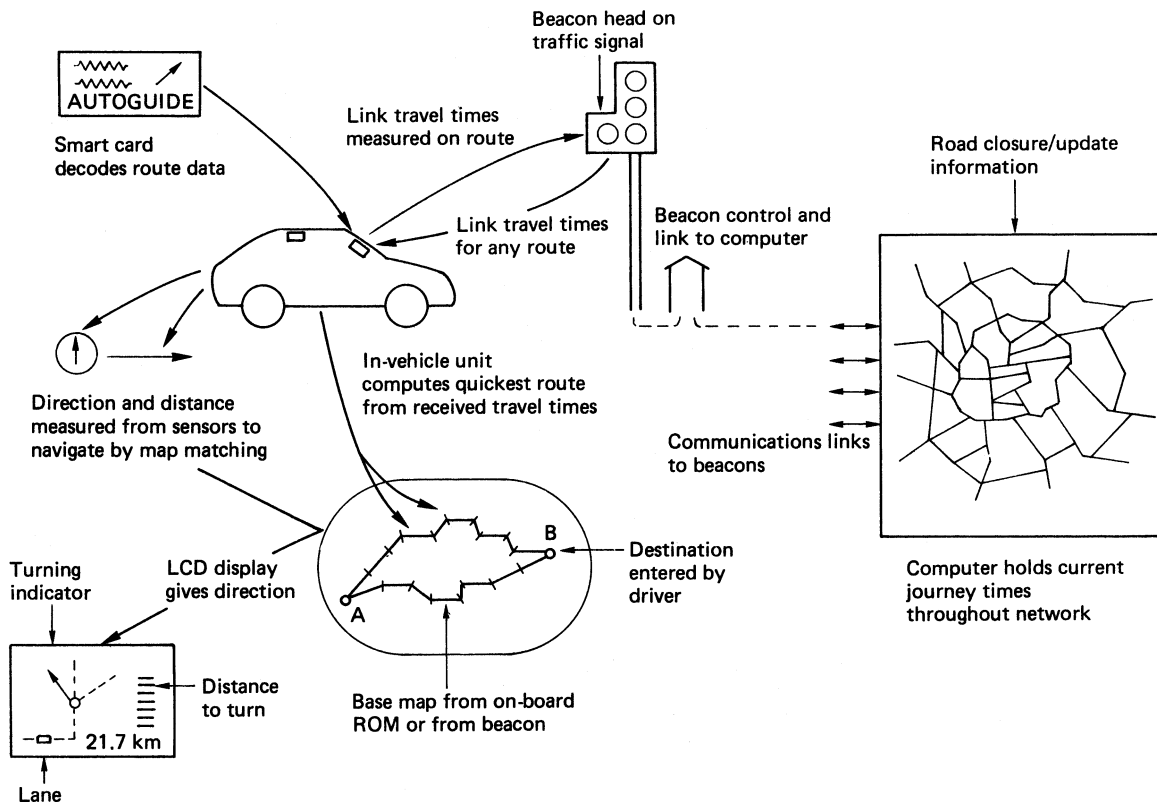 Beacon head on
traffic signal
AUTOGUIDE
Smart card
decodes route data
Link travel times
measured on route
Link travel times
for any route
Beacon control and
link to computer
Road closure/update
information
In-vehicle unit
computes quickest route
from received travel times
Direction and distance
measured from sensors to
navigate by map matching
Communications links
to beacons
Computer holds current
journey times
throughout network
A
B
Destination
entered by
driver
Base map from on-board
ROM or from beacon
LCD display
gives direction
Turning
indicator
Distance
to turn
21.7 km
Lane